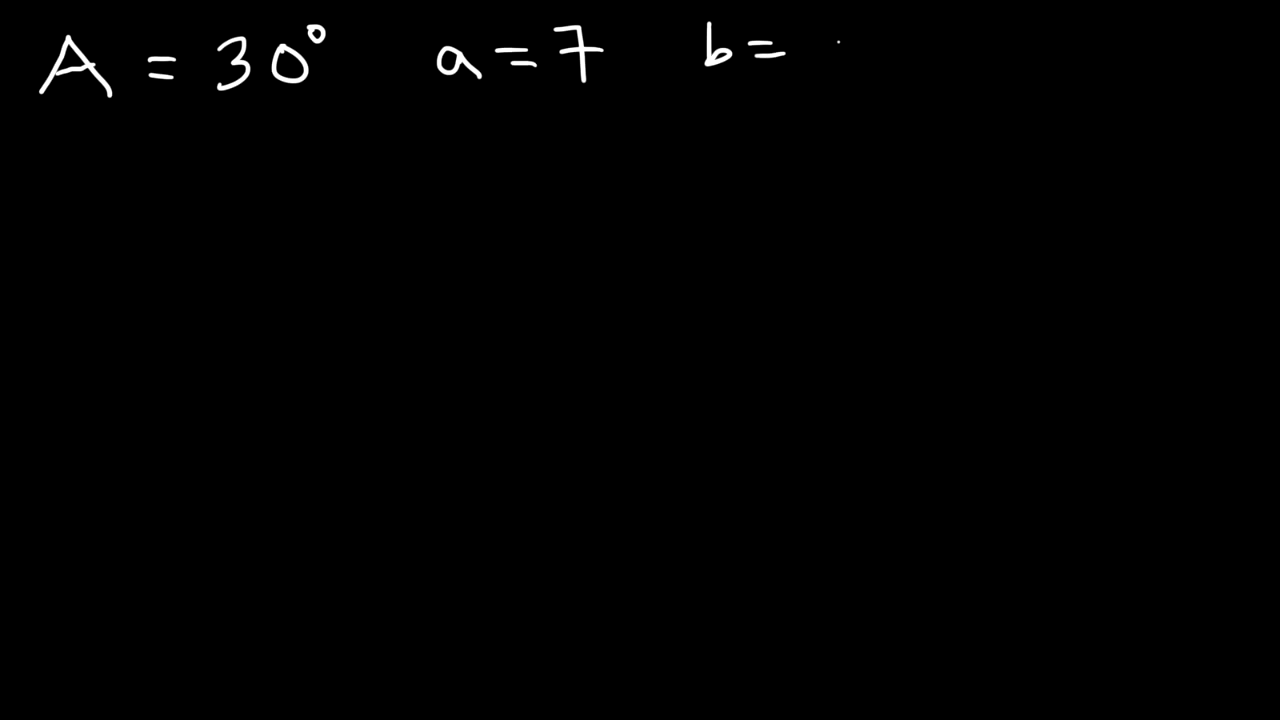 A = 30° a = 7 b =